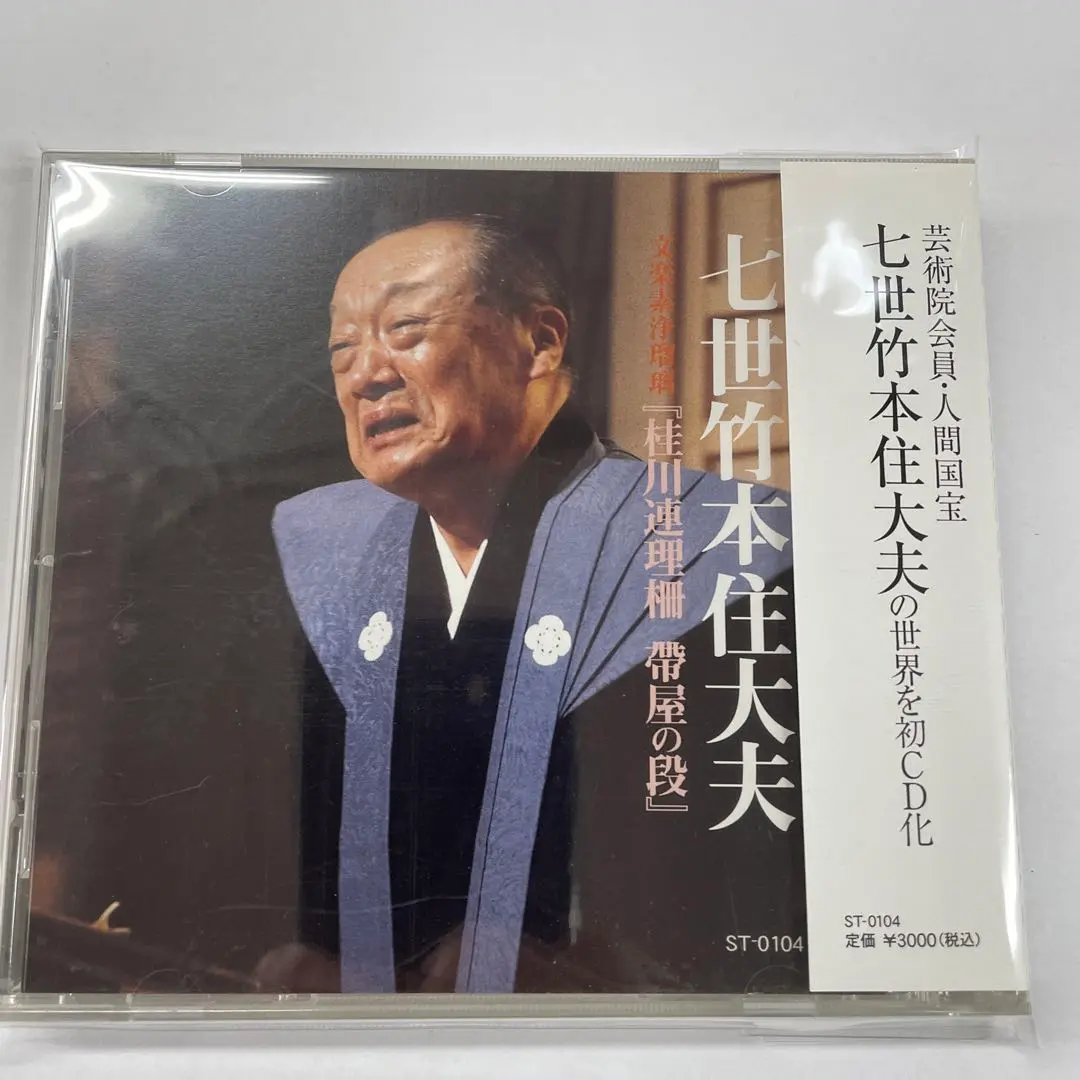 芸術院会員・人間国宝
七世竹本住大夫の世界を初CD化
七世竹本住大夫
文楽素浄瑠璃
『桂川連理柵 帶屋の段』
ST-0104
ST-0104
定価 ¥3000(税込)